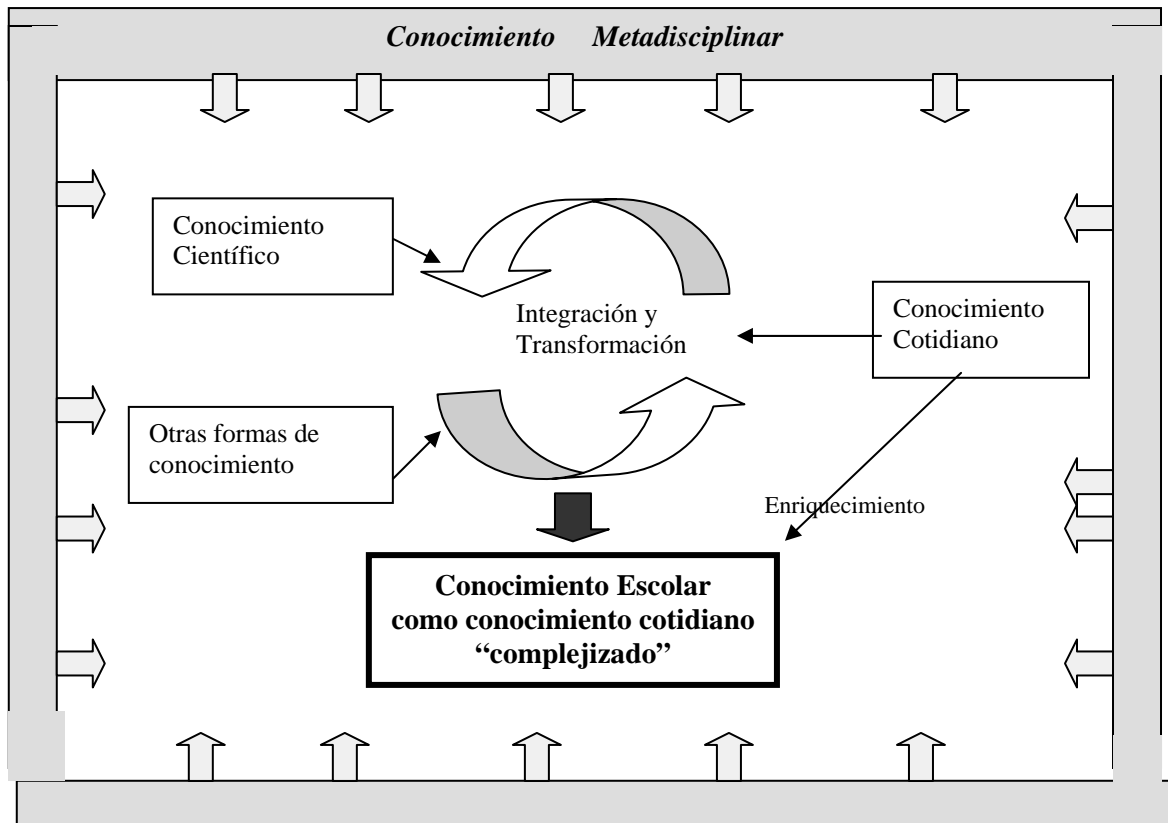 Conocimiento Metadisciplinar
Conocimiento
Científico
Integración y
Transformación
Conocimiento
Cotidiano
Otras formas de
conocimiento
Enriquecimiento
Conocimiento Escolar
como conocimiento cotidiano
“complejizado”